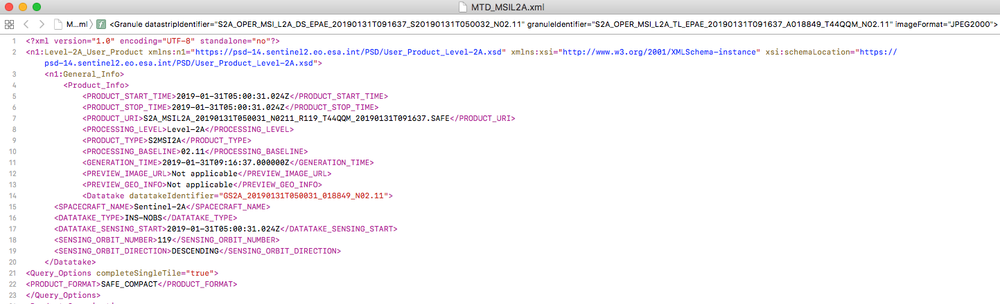 MTD_MSIL2A.xml
M...ml <Granule datastripIdentifier="S2A_OPER_MSI_L2A_DS_EPAE_20190131T091637_S20190131T050032_N02.11" granuleIdentifier="S2A_OPER_MSI_L2A_TL_EPAE_20190131T091637_A018849_T44QQM_N02.11" imageFormat="JPEG2000">
1 <?xml version="1.0" encoding="UTF-8" standalone="no"?>
2 <n1:Level-2A_User_Product xmlns:n1="https://psd-14.sentinel2.eo.esa.int/PSD/User_Product_Level-2A.xsd" xmlns:xsi="http://www.w3.org/2001/XMLSchema-instance" xsi:schemaLocation="https://
psd-14.sentinel2.eo.esa.int/PSD/User_Product_Level-2A.xsd">
3 <n1:General_Info>
4 <Product_Info>
5 <PRODUCT_START_TIME>2019-01-31T05:00:31.024Z</PRODUCT_START_TIME>
6 <PRODUCT_STOP_TIME>2019-01-31T05:00:31.024Z</PRODUCT_STOP_TIME>
7 <PRODUCT_URI>S2A_MSIL2A_20190131T050031_N0211_R119_T44QQM_20190131T091637.SAFE</PRODUCT_URI>
8 <PROCESSING_LEVEL>Level-2A</PROCESSING_LEVEL>
9 <PRODUCT_TYPE>S2MSI2A</PRODUCT_TYPE>
10 <PROCESSING_BASELINE>02.11</PROCESSING_BASELINE>
11 <GENERATION_TIME>2019-01-31T09:16:37.000000Z</GENERATION_TIME>
12 <PREVIEW_IMAGE_URL>Not applicable</PREVIEW_IMAGE_URL>
13 <PREVIEW_GEO_INFO>Not applicable</PREVIEW_GEO_INFO>
14 <Datatake datatakeIdentifier="GS2A_20190131T050031_018849_N02.11">
15 <SPACECRAFT_NAME>Sentinel-2A</SPACECRAFT_NAME>
16 <DATATAKE_TYPE>INS-NOBS</DATATAKE_TYPE>
17 <DATATAKE_SENSING_START>2019-01-31T05:00:31.024Z</DATATAKE_SENSING_START>
18 <SENSING_ORBIT_NUMBER>119</SENSING_ORBIT_NUMBER>
19 <SENSING_ORBIT_DIRECTION>DESCENDING</SENSING_ORBIT_DIRECTION>
20 </Datatake>
21 <Query_Options completeSingleTile="true">
22 <PRODUCT_FORMAT>SAFE_COMPACT</PRODUCT_FORMAT>
23 </Query_Options>